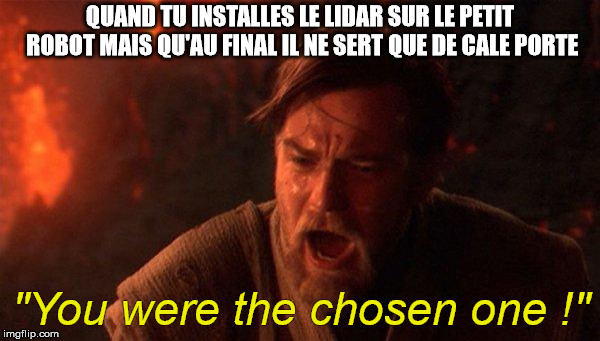 QUAND TU INSTALLES LE LIDAR SUR LE PETIT
ROBOT MAIS QU'AU FINAL IL NE SERT QUE DE CALE PORTE
"You were the chosen one !"
imgflip.com